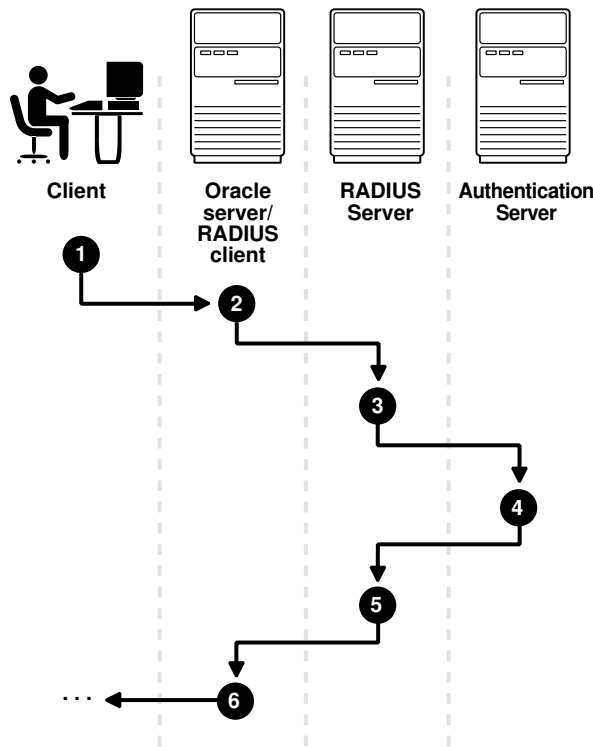 Client
Oracle
server/
RADIUS
client
RADIUS
Server
Authentication
Server
1
2
3
4
5
6
...